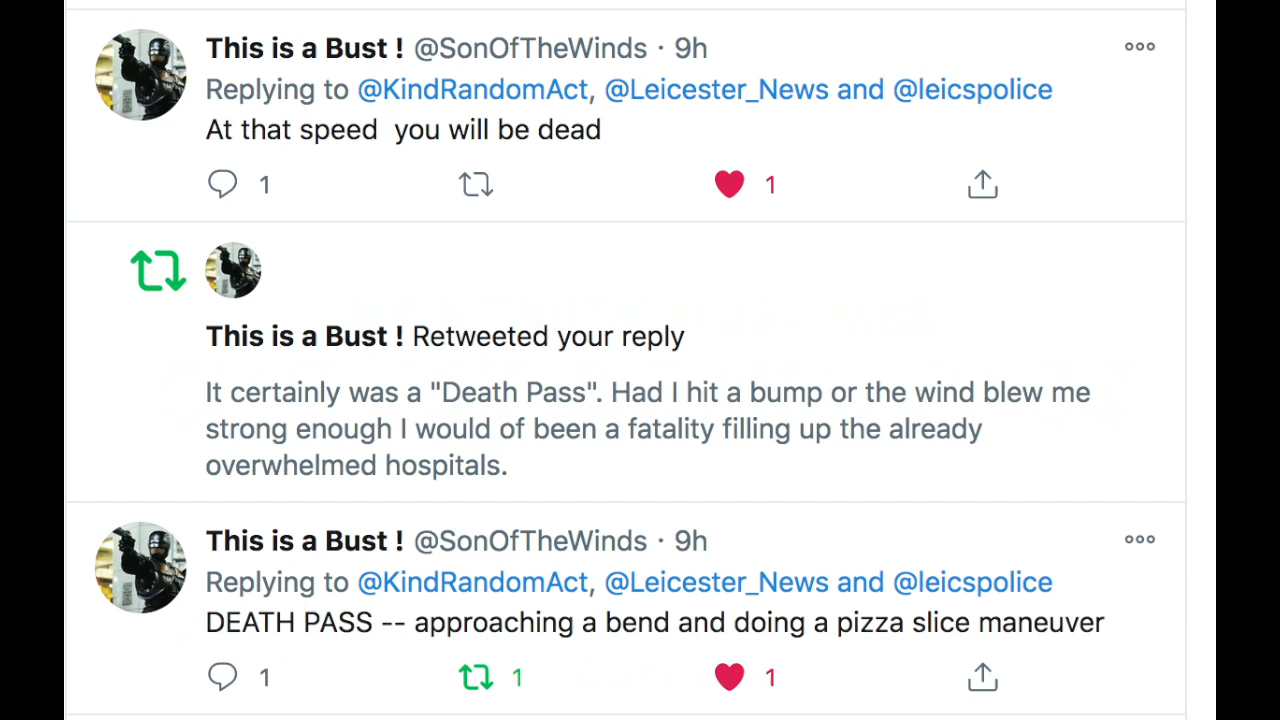 This is a Bust ! @SonOfTheWinds · 9h
Replying to @KindRandomAct, @Leicester_News and @leicspolice
At that speed  you will be dead
1 1
This is a Bust ! Retweeted your reply
It certainly was a "Death Pass". Had I hit a bump or the wind blew me
strong enough I would of been a fatality filling up the already
overwhelmed hospitals.
This is a Bust ! @SonOfTheWinds · 9h
Replying to @KindRandomAct, @Leicester_News and @leicspolice
DEATH PASS -- approaching a bend and doing a pizza slice maneuver
1 1 1